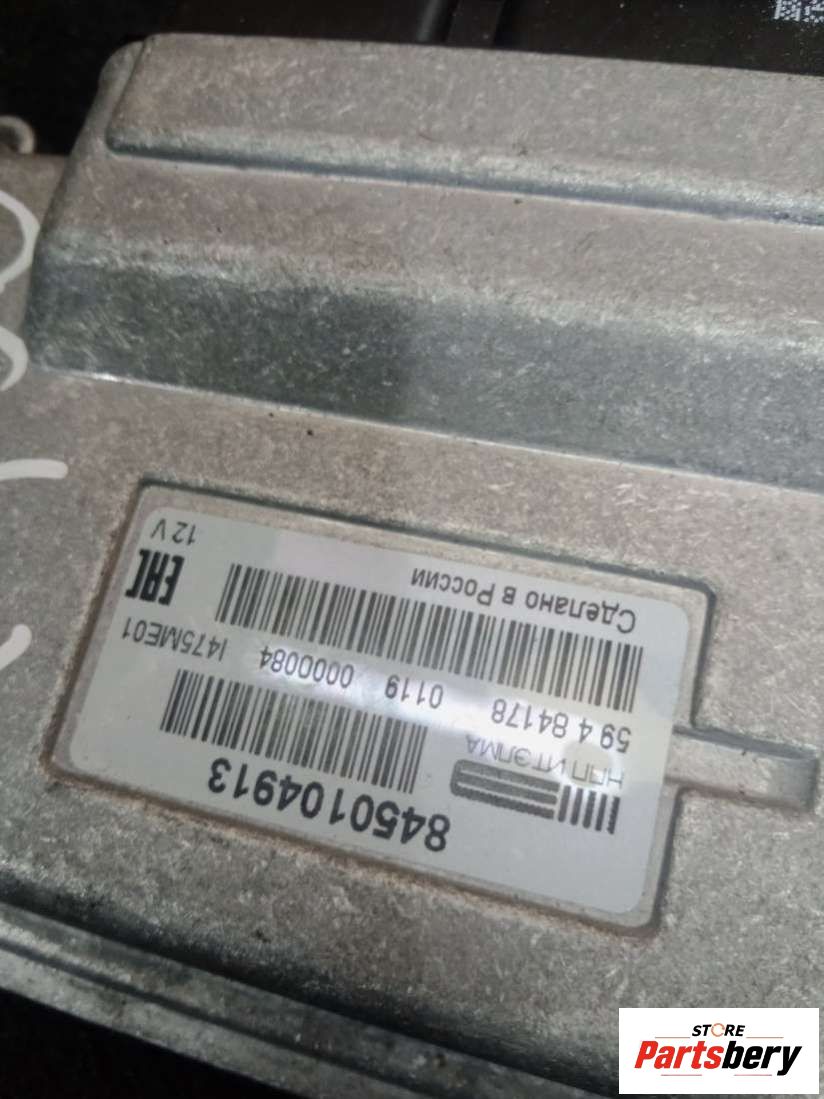 8450104913
НПП ИТЭЛМА
59 4 84178 0119 0000084 I475ME01
EAC
Сделано в России
12 V
STORE
Partsbery